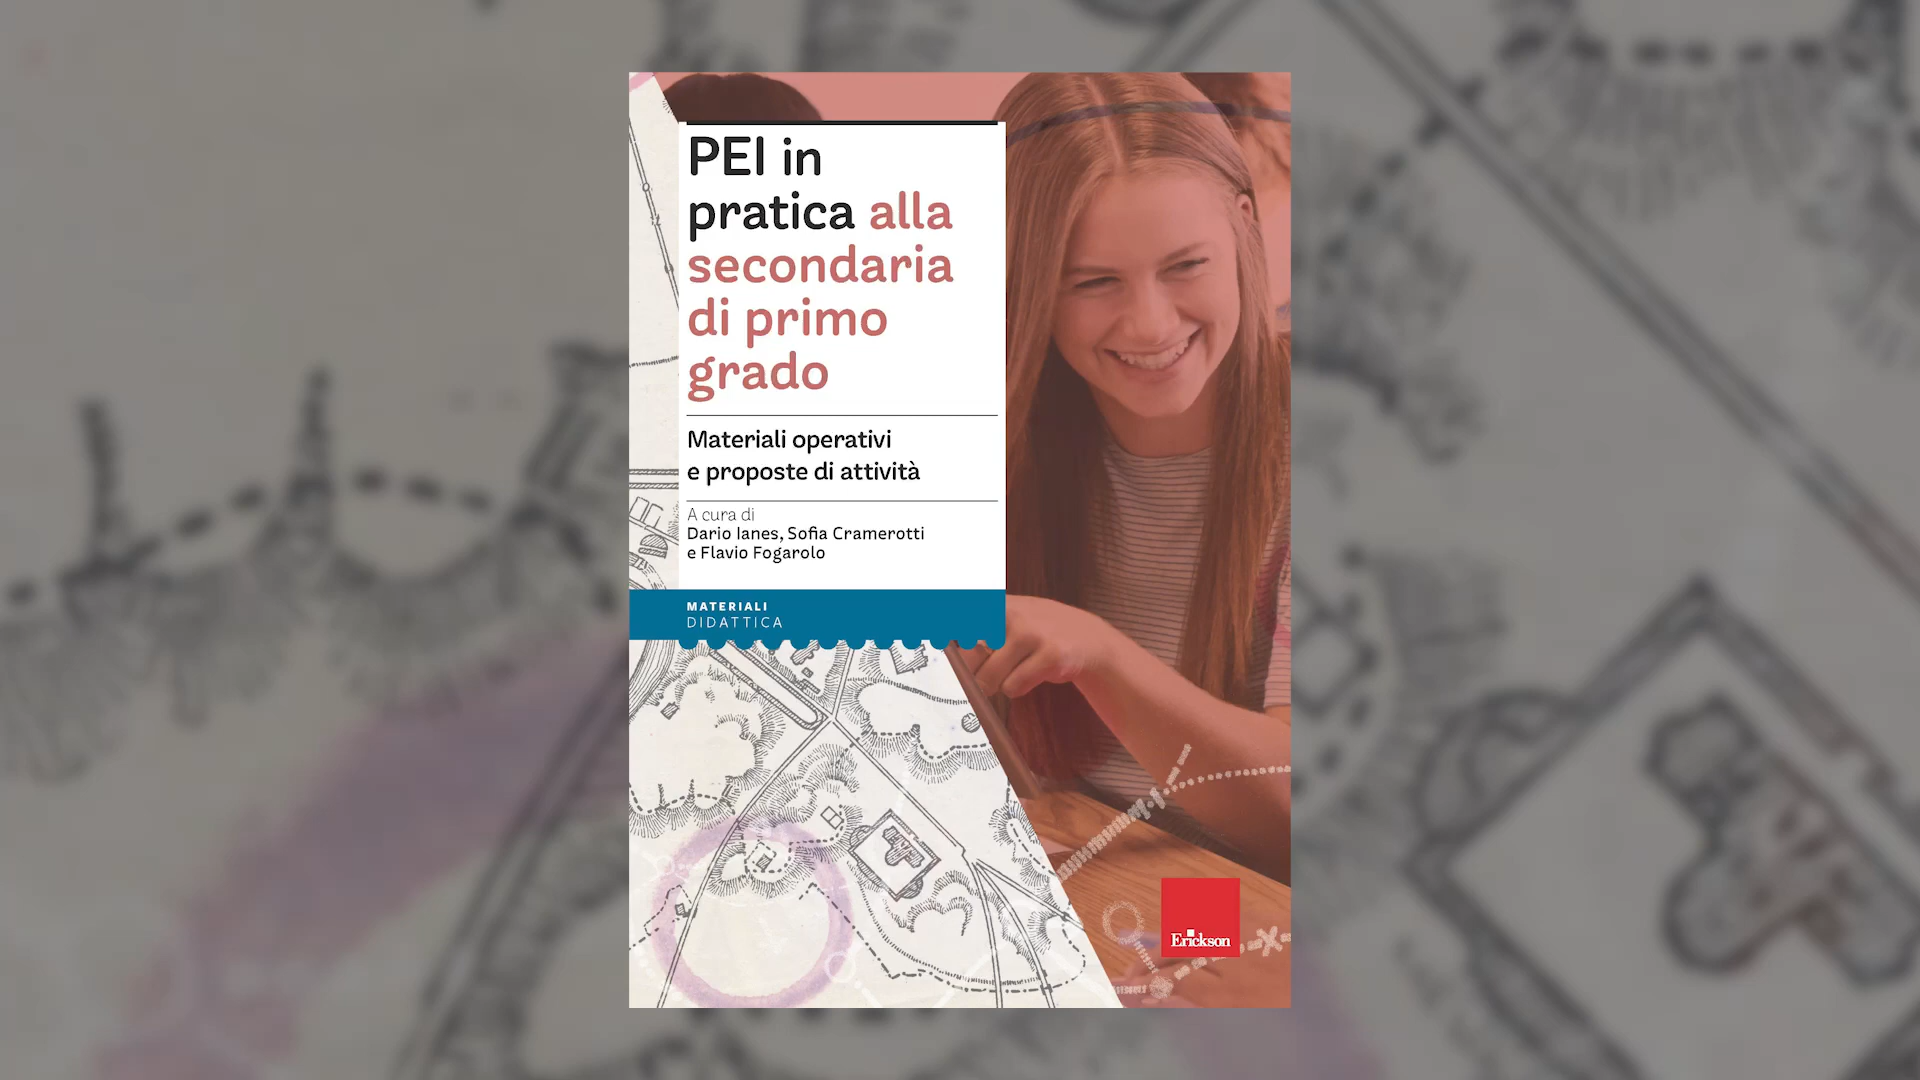 PEI in
pratica alla
secondaria
di primo
grado
Materiali operativi
e proposte di attività
A cura di
Dario Ianes, Sofia Cramerotti
e Flavio Fogarolo
MATERIALI
DIDATTICA
Erickson